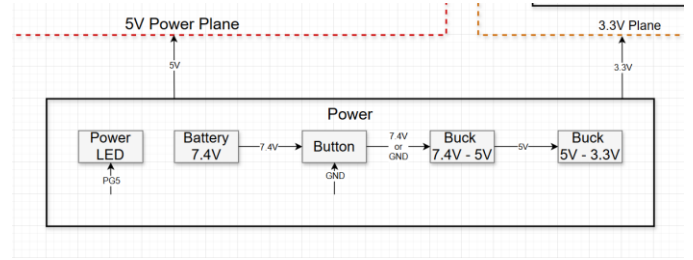 5V Power Plane
3.3V Plane
5V
3.3V
Power
Power
LED
Battery
7.4V
7.4V
Button
7.4V
or
GND
Buck
7.4V - 5V
5V
Buck
5V - 3.3V
PG5
GND